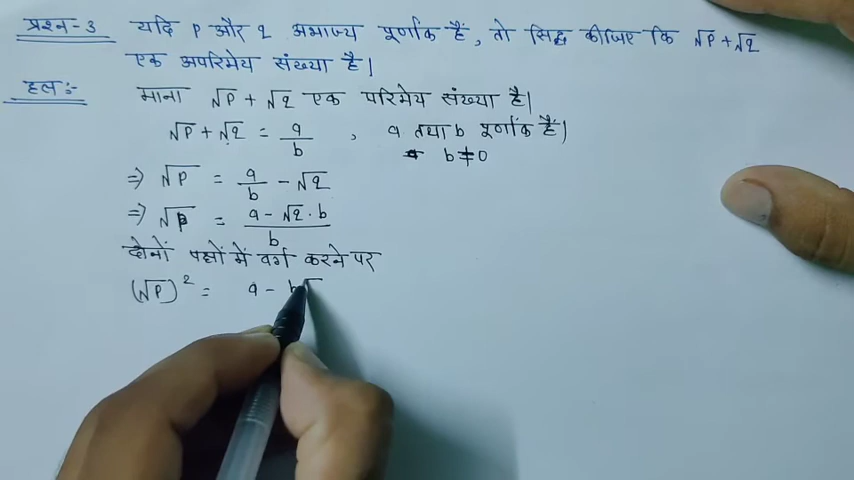 प्रश्न-3 यदि p और q अभाज्य पूर्णांक हैं, तो सिद्ध कीजिए कि √p + √q
एक अपरिमेय संख्या है।
हल:- माना √p + √q एक परिमेय संख्या है।
√p + √q = a/b , a तथा b पूर्णांक हैं।
b ≠ 0
⇒ √p = a/b - √q
⇒ √p = (a - √q · b)/b
दोनों पक्षों में वर्ग करने पर
(√p)² = a - b√